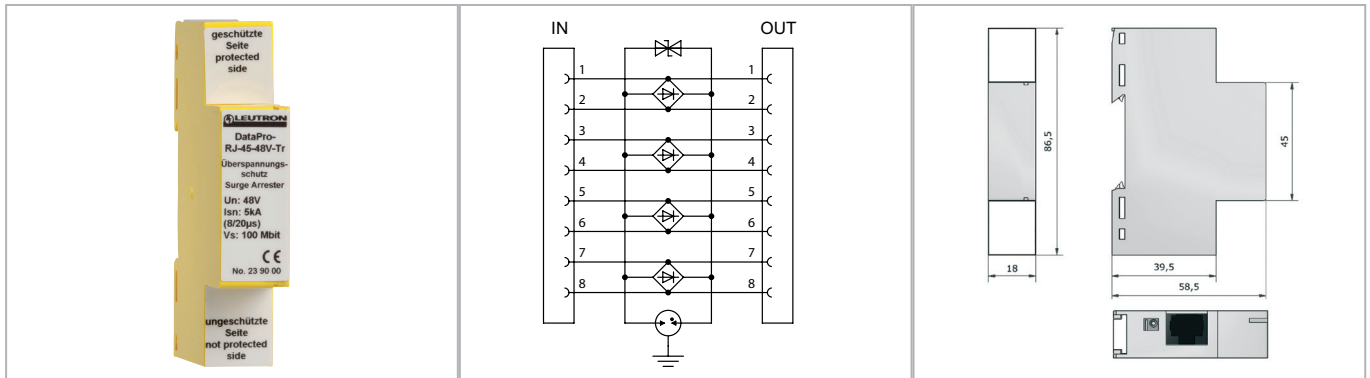 geschützte
Seite
protected
side
LEUTRON
DataPro-
RJ-45-48V-Tr
Überspannungs-
schutz
Surge Arrester
Un: 48V
Isn: 5kA
(8/20µs)
Vs: 100 Mbit
CE
No. 23 90 00
ungeschützte
Seite
not protected
side
IN OUT
1 1
2 2
3 3
4 4
5 5
6 6
7 7
8 8
86,5
45
18
39,5
58,5